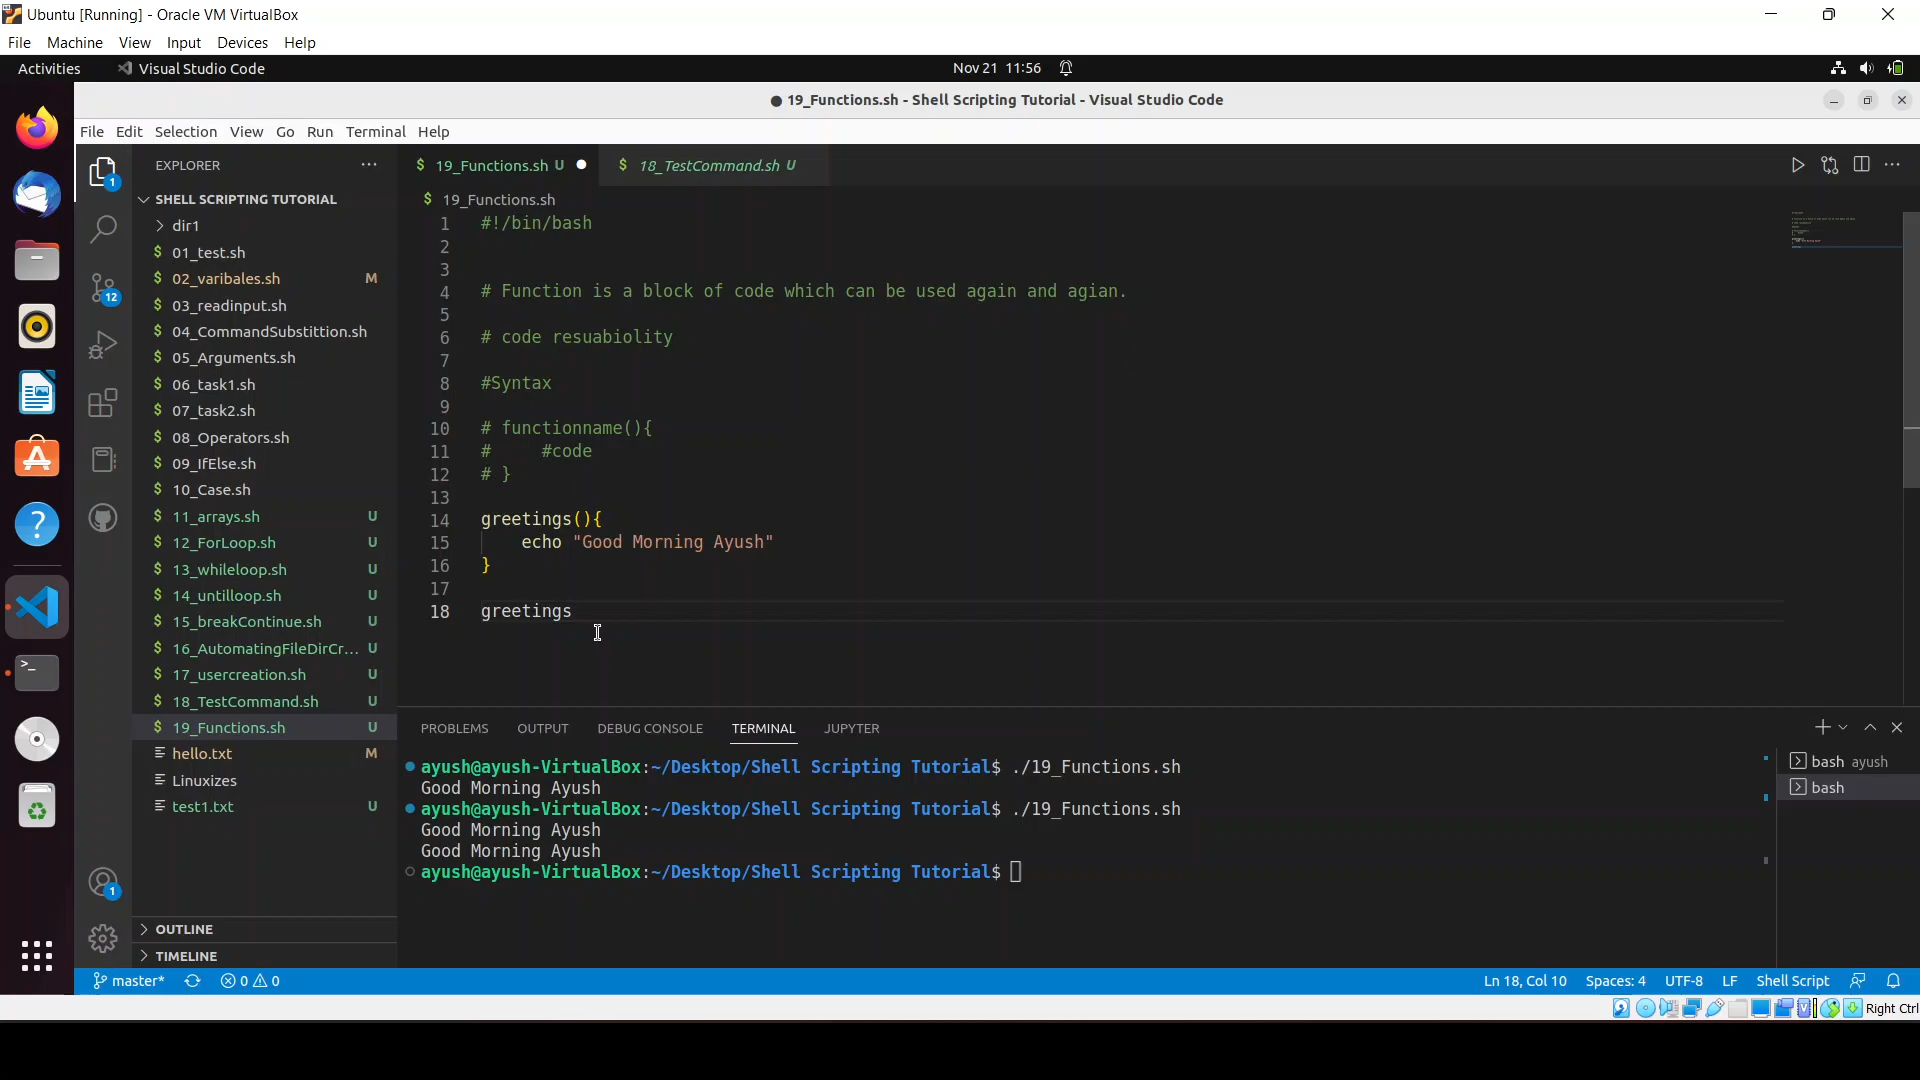 Ubuntu [Running] - Oracle VM VirtualBox
File Machine View Input Devices Help
Activities Visual Studio Code Nov 21 11:56
19_Functions.sh - Shell Scripting Tutorial - Visual Studio Code
File Edit Selection View Go Run Terminal Help
EXPLORER
SHELL SCRIPTING TUTORIAL
dir1
$ 01_test.sh
$ 02_varibales.sh M
$ 03_readinput.sh
$ 04_CommandSubstittion.sh
$ 05_Arguments.sh
$ 06_task1.sh
$ 07_task2.sh
$ 08_Operators.sh
$ 09_IfElse.sh
$ 10_Case.sh
$ 11_arrays.sh U
$ 12_ForLoop.sh U
$ 13_whileloop.sh U
$ 14_untilloop.sh U
$ 15_breakContinue.sh U
$ 16_AutomatingFileDirCr... U
$ 17_usercreation.sh U
$ 18_TestCommand.sh U
$ 19_Functions.sh U
hello.txt M
Linuxizes
test1.txt U
OUTLINE
TIMELINE
1
12
1
$ 19_Functions.sh U $ 18_TestCommand.sh U
$ 19_Functions.sh
1 #!/bin/bash
2
3
4 # Function is a block of code which can be used again and agian.
5
6 # code resuabiolity
7
8 #Syntax
9
10 # functionname(){
11 # #code
12 # }
13
14 greetings(){
15 echo "Good Morning Ayush"
16 }
17
18 greetings
PROBLEMS OUTPUT DEBUG CONSOLE TERMINAL JUPYTER
ayush@ayush-VirtualBox:~/Desktop/Shell Scripting Tutorial$ ./19_Functions.sh
Good Morning Ayush
ayush@ayush-VirtualBox:~/Desktop/Shell Scripting Tutorial$ ./19_Functions.sh
Good Morning Ayush
Good Morning Ayush
ayush@ayush-VirtualBox:~/Desktop/Shell Scripting Tutorial$
bash ayush
bash
master* 0 0 Ln 18, Col 10 Spaces: 4 UTF-8 LF Shell Script
Right Ctrl